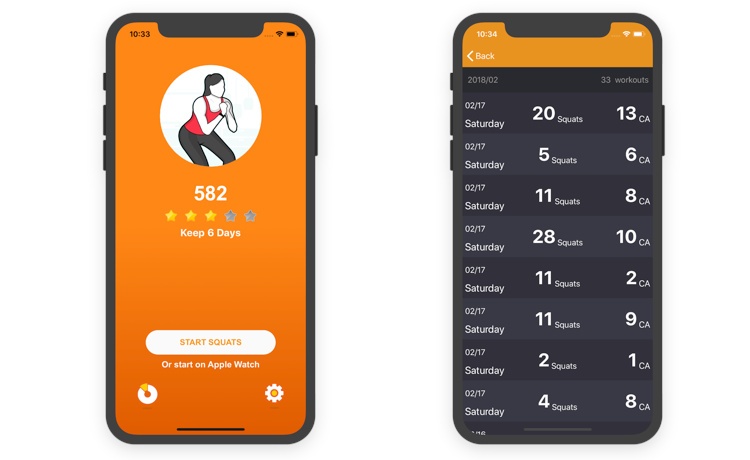 10:33
582
Keep 6 Days
START SQUATS
Or start on Apple Watch
10:34
Back
2018/02 33 workouts
02/17
Saturday 20 Squats 13 CA
02/17
Saturday 5 Squats 6 CA
02/17
Saturday 11 Squats 8 CA
02/17
Saturday 28 Squats 10 CA
02/17
Saturday 11 Squats 2 CA
02/17
Saturday 11 Squats 9 CA
02/17
Saturday 2 Squats 1 CA
02/17
Saturday 4 Squats 8 CA